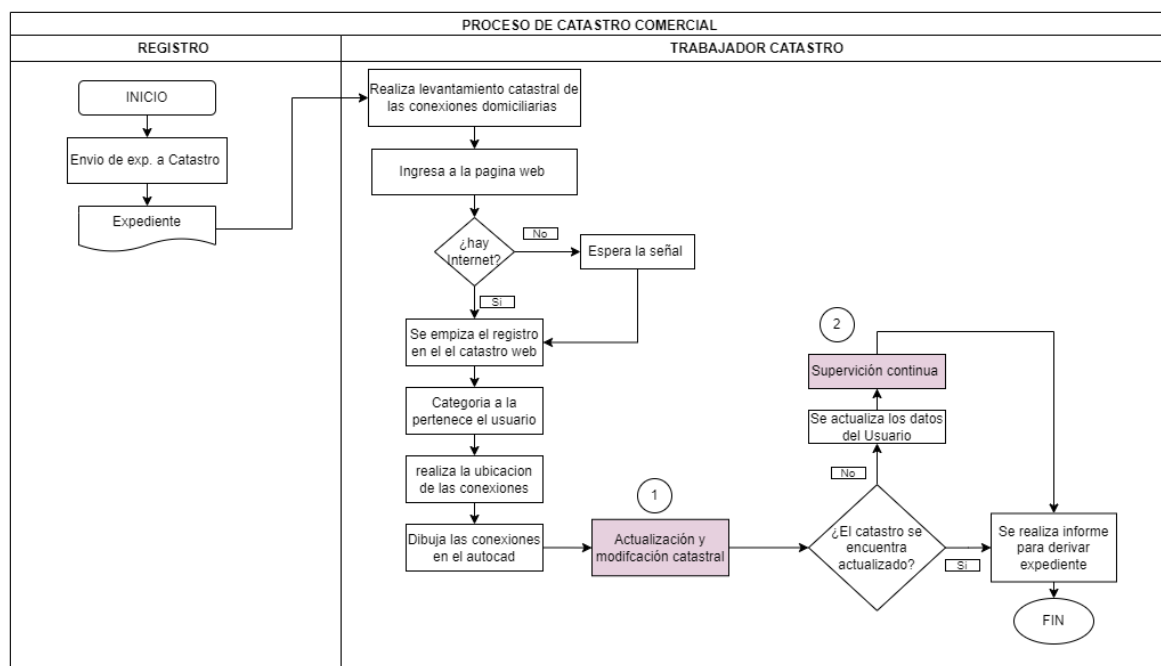 PROCESO DE CATASTRO COMERCIAL
REGISTRO
TRABAJADOR CATASTRO
INICIO
Envio de exp. a Catastro
Expediente
Realiza levantamiento catastral de
las conexiones domiciliarias
Ingresa a la pagina web
¿hay
Internet?
No
Espera la señal
Si
Se empiza el registro
en el el catastro web
Categoria a la
pertenece el usuario
realiza la ubicacion
de las conexiones
Dibuja las conexiones
en el autocad
1
Actualización y
modifcación catastral
¿El catastro se
encuentra
actualizado?
No
Se actualiza los datos
del Usuario
2
Supervición continua
Si
Se realiza informe
para derivar
expediente
FIN